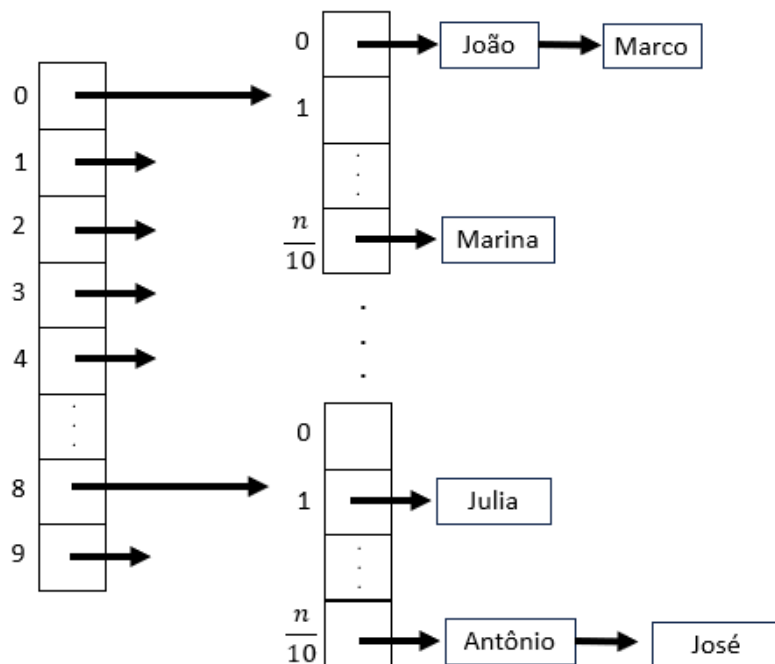 0
1
2
3
4
.
.
.
8
9
0
1
.
.
.
n/10
João
Marco
Marina
.
.
.
0
1
.
.
.
n/10
Julia
Antônio
José